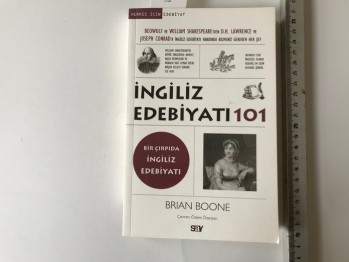 HERKES İÇİN EDEBİYAT
BEOWULF VE WILLIAM SHAKESPEARE'DEN D.H. LAWRENCE VE
JOSEPH CONRAD'A İNGİLİZ EDEBİYATI HAKKINDA BİLMENİZ GEREKEN HER ŞEY
İNGİLİZ
EDEBİYATI 101
BİR ÇIRPIDA
İNGİLİZ
EDEBİYATI
BRIAN BOONE
Çeviren:
SAY